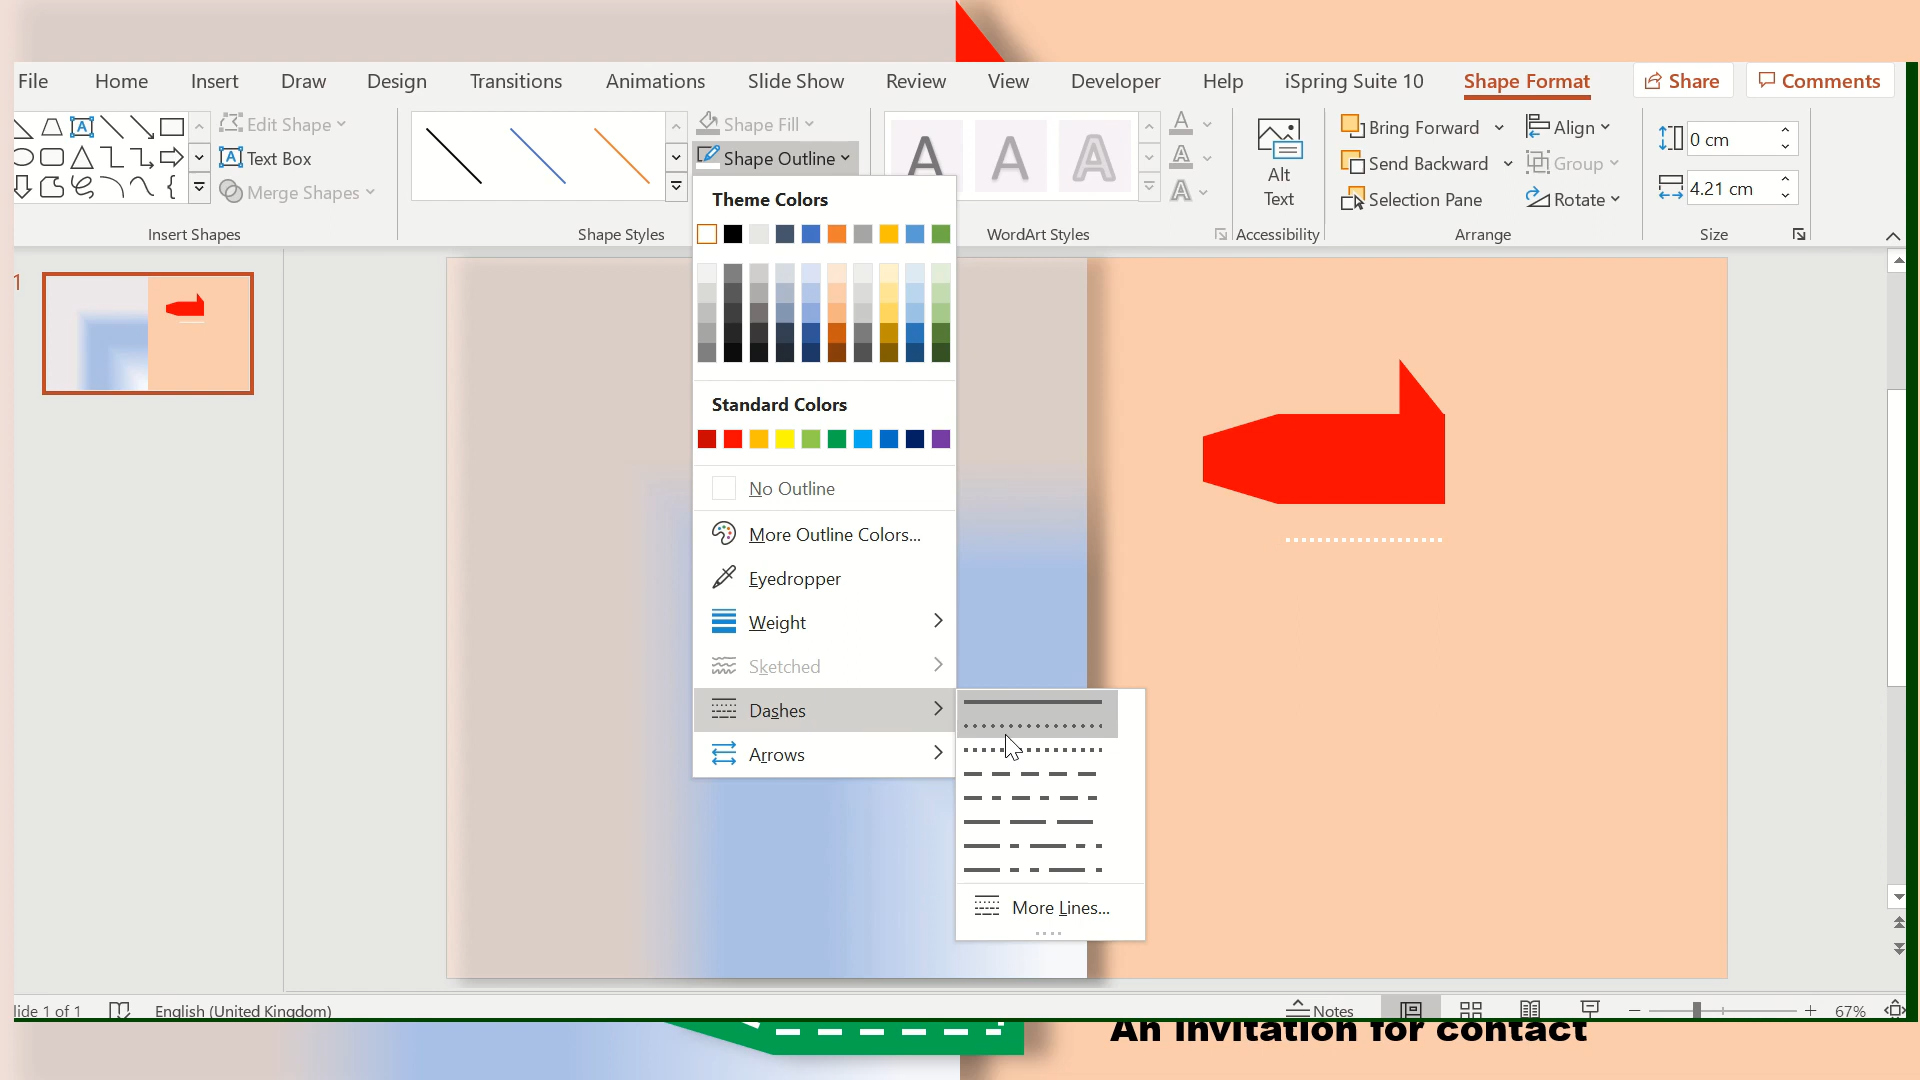 File Home Insert Draw Design Transitions Animations Slide Show Review View Developer Help iSpring Suite 10 Shape Format Share Comments
Edit Shape
Text Box
Merge Shapes
Insert Shapes
Shape Fill
Shape Outline
Shape Styles
WordArt Styles
Alt
Text
Accessibility
Bring Forward
Send Backward
Selection Pane
Align
Group
Rotate
Arrange
0 cm
4.21 cm
Size
Theme Colors
Standard Colors
No Outline
More Outline Colors...
Eyedropper
Weight
Sketched
Dashes
Arrows
More Lines...
1
lide 1 of 1 English (United Kingdom) Notes 67%
An invitation for contact